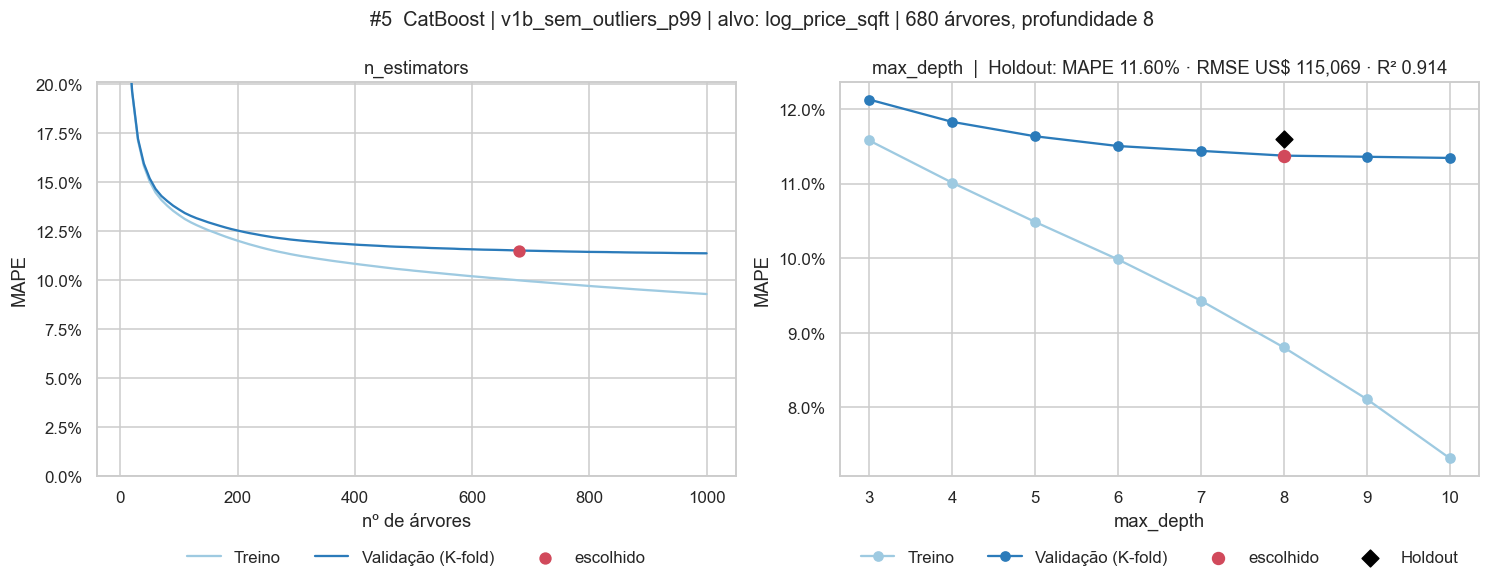 #5  CatBoost | v1b_sem_outliers_p99 | alvo: log_price_sqft | 680 árvores, profundidade 8
n_estimators
20.0%
17.5%
15.0%
12.5%
10.0%
7.5%
5.0%
2.5%
0.0%
MAPE
0 200 400 600 800 1000
nº de árvores
Treino Validação (K-fold) escolhido
max_depth | Holdout: MAPE 11.60% · RMSE US$ 115,069 · R² 0.914
12.0%
11.0%
10.0%
9.0%
8.0%
MAPE
3 4 5 6 7 8 9 10
max_depth
Treino Validação (K-fold) escolhido Holdout